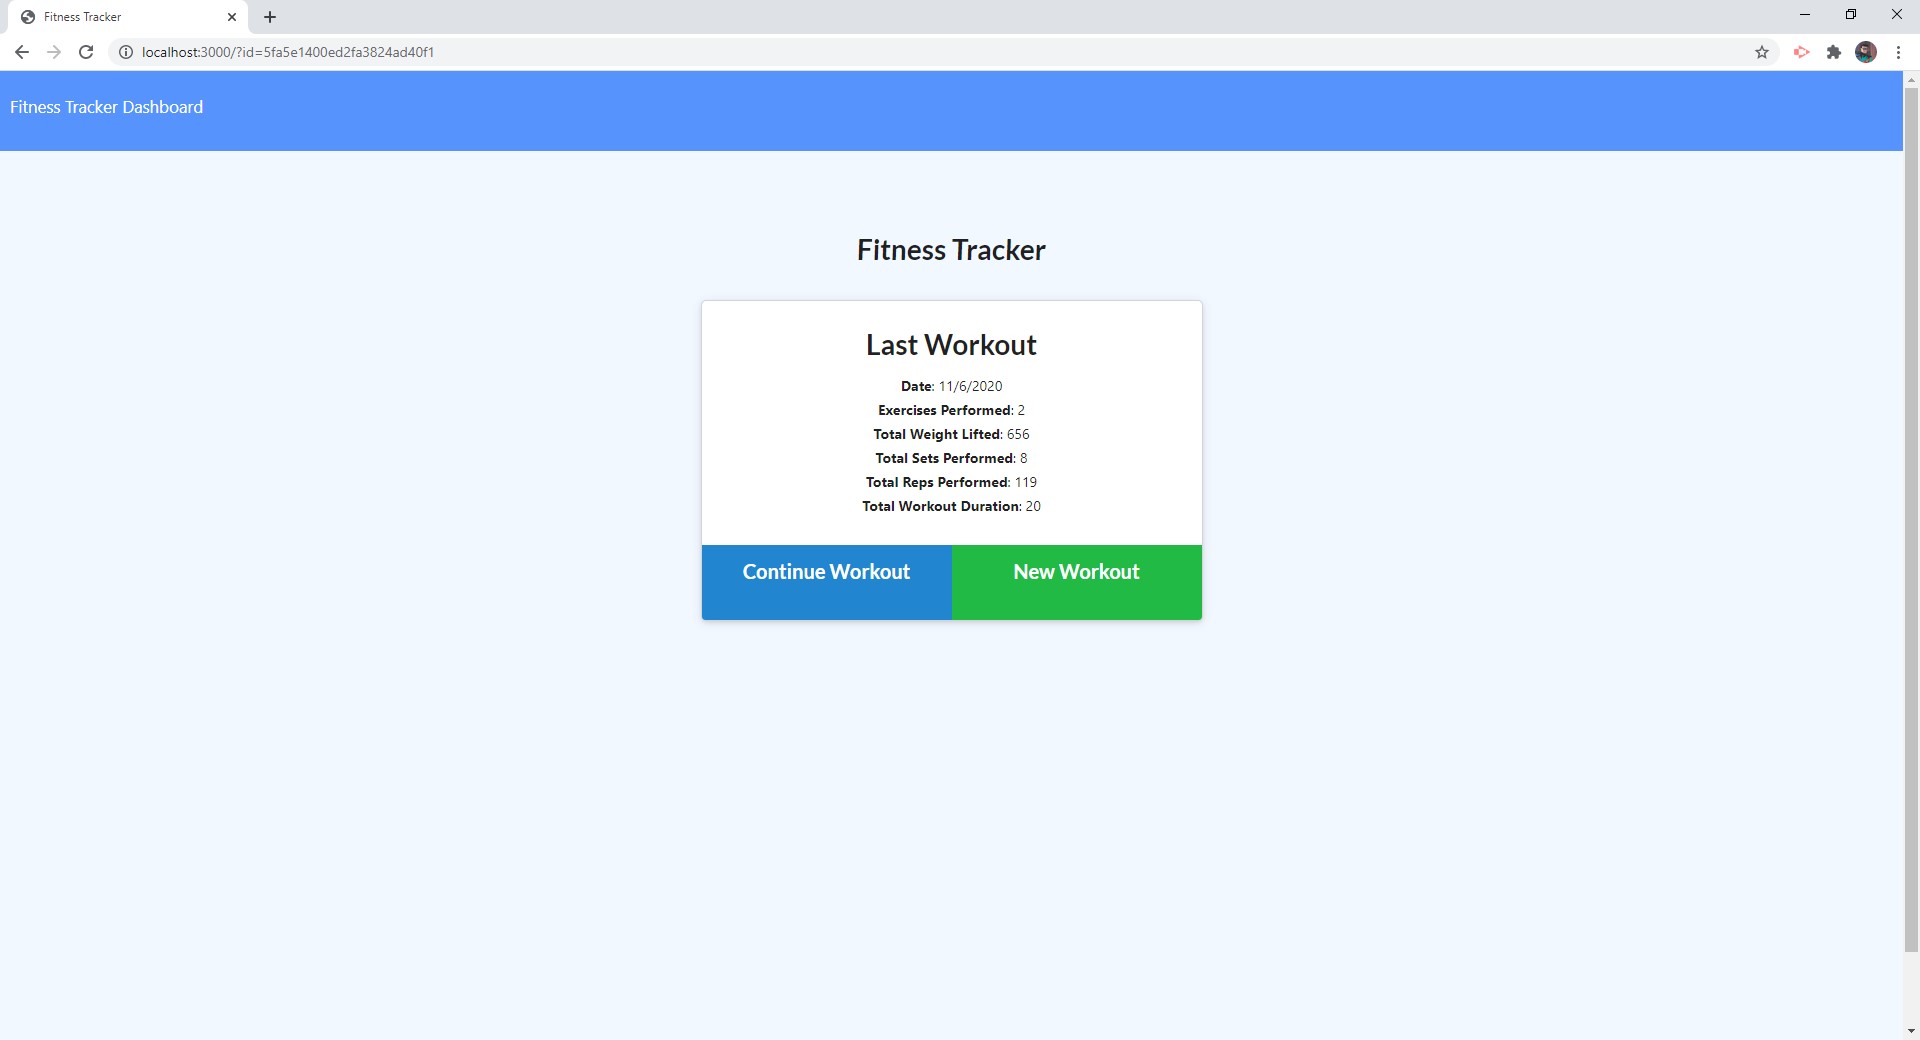 Fitness Tracker
localhost:3000/?id=5fa5e1400ed2fa3824ad40f1
Fitness Tracker Dashboard
Fitness Tracker
Last Workout
Date: 11/6/2020
Exercises Performed: 2
Total Weight Lifted: 656
Total Sets Performed: 8
Total Reps Performed: 119
Total Workout Duration: 20
Continue Workout
New Workout